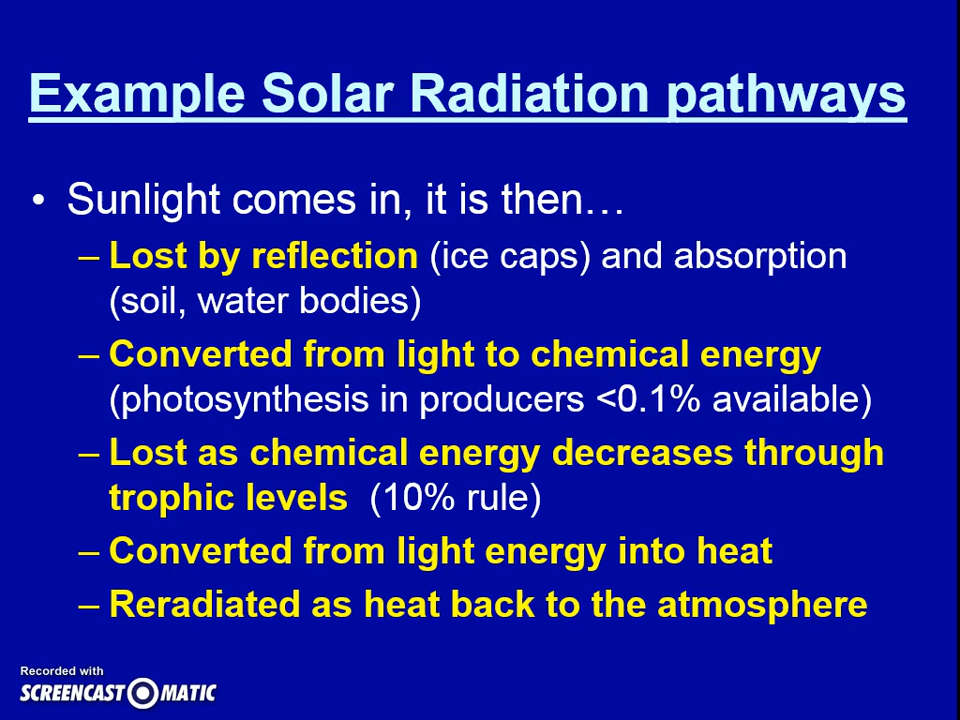 Example Solar Radiation pathways
• Sunlight comes in, it is then…
– Lost by reflection (ice caps) and absorption
(soil, water bodies)
– Converted from light to chemical energy
(photosynthesis in producers <0.1% available)
– Lost as chemical energy decreases through
trophic levels (10% rule)
– Converted from light energy into heat
– Reradiated as heat back to the atmosphere
Recorded with
SCREENCAST MATIC